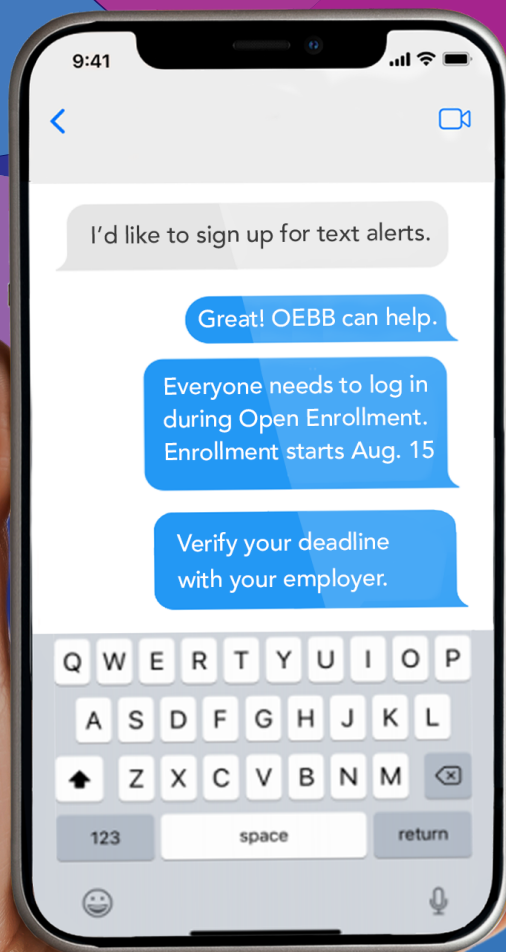 9:41
I'd like to sign up for text alerts.
Great! OEBB can help.
Everyone needs to log in
during Open Enrollment.
Enrollment starts Aug. 15
Verify your deadline
with your employer.
Q W E R T Y U I O P
A S D F G H J K L
Z X C V B N M
123 space return